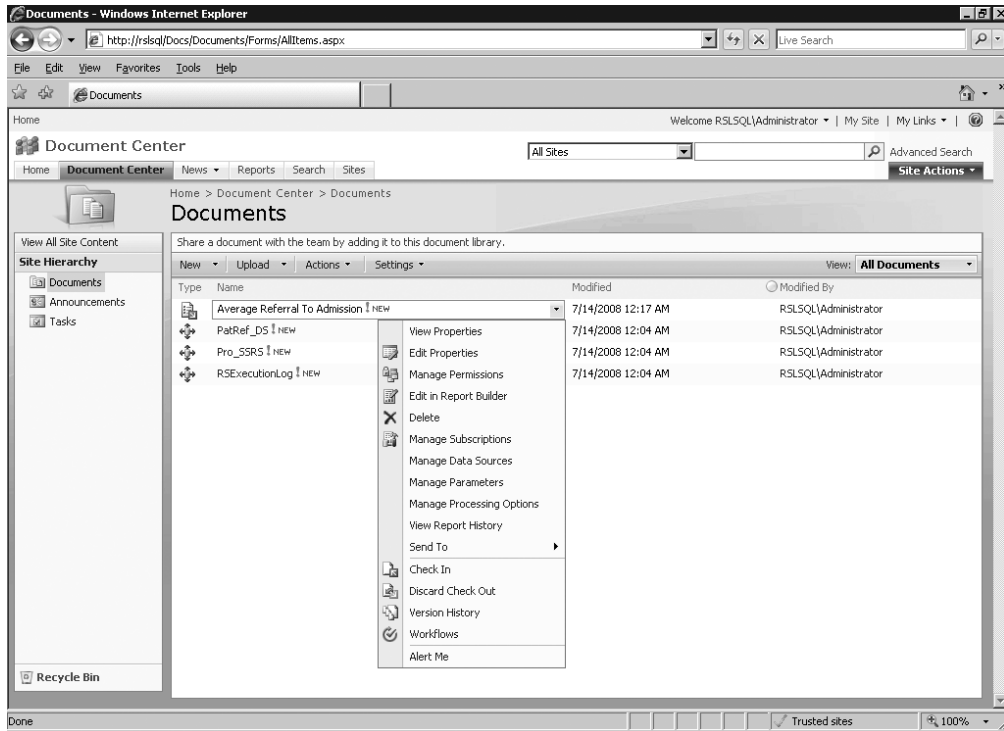 Documents - Windows Internet Explorer
http://rslsql/Docs/Documents/Forms/AllItems.aspx
Live Search
File Edit View Favorites Tools Help
Documents
Home
Welcome RSLSQL\Administrator | My Site | My Links |
Document Center
All Sites
Advanced Search
Home Document Center News Reports Search Sites
Site Actions
Home > Document Center > Documents
Documents
View All Site Content
Share a document with the team by adding it to this document library.
Site Hierarchy
New Upload Actions Settings
View: All Documents
Documents
Announcements
Tasks
Type Name Modified Modified By
Average Referral To Admission ! NEW 7/14/2008 12:17 AM RSLSQL\Administrator
PatRef_DS ! NEW 7/14/2008 12:04 AM RSLSQL\Administrator
Pro_SSRS ! NEW 7/14/2008 12:04 AM RSLSQL\Administrator
RSExecutionLog ! NEW 7/14/2008 12:04 AM RSLSQL\Administrator
View Properties
Edit Properties
Manage Permissions
Edit in Report Builder
Delete
Manage Subscriptions
Manage Data Sources
Manage Parameters
Manage Processing Options
View Report History
Send To
Check In
Discard Check Out
Version History
Workflows
Alert Me
Recycle Bin
Done
Trusted sites
100%